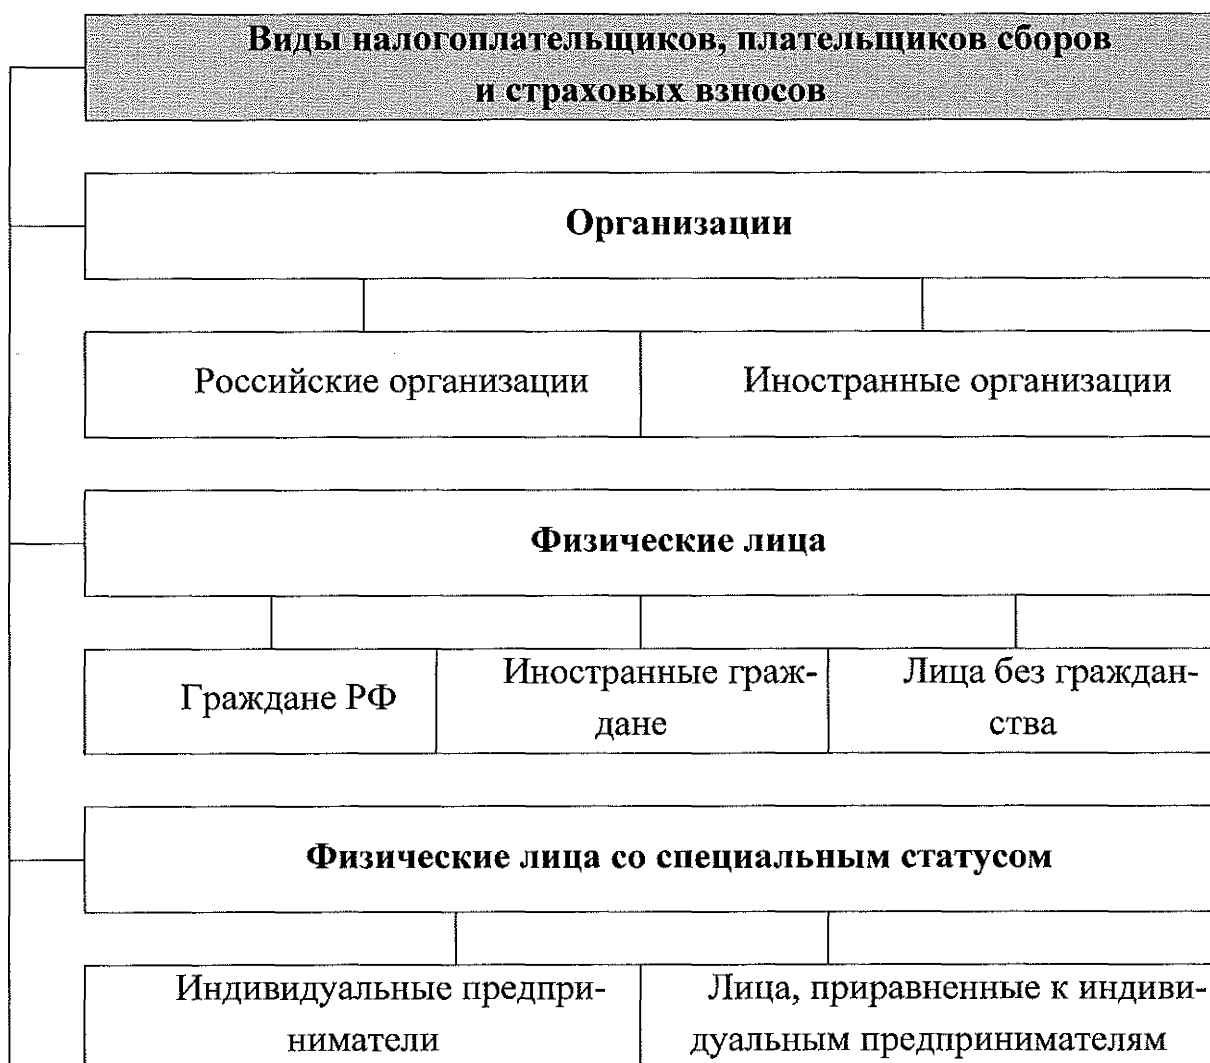 Виды налогоплательщиков, плательщиков сборов
и страховых взносов
Организации
Российские организации
Иностранные организации
Физические лица
Граждане РФ
Иностранные граж-
дане
Лица без граждан-
ства
Физические лица со специальным статусом
Индивидуальные предпри-
ниматели
Лица, приравненные к индиви-
дуальным предпринимателям